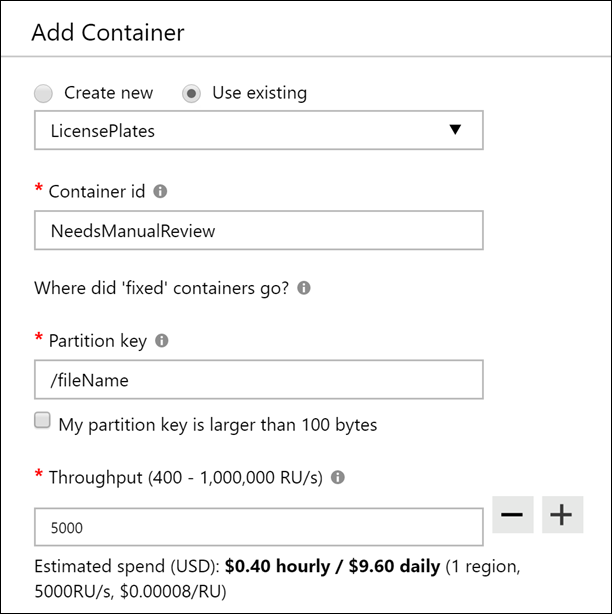 Add Container
Create new Use existing
LicensePlates
* Container id
NeedsManualReview
Where did 'fixed' containers go?
* Partition key
/fileName
My partition key is larger than 100 bytes
* Throughput (400 - 1,000,000 RU/s)
5000
Estimated spend (USD): $0.40 hourly / $9.60 daily (1 region,
5000RU/s, $0.00008/RU)